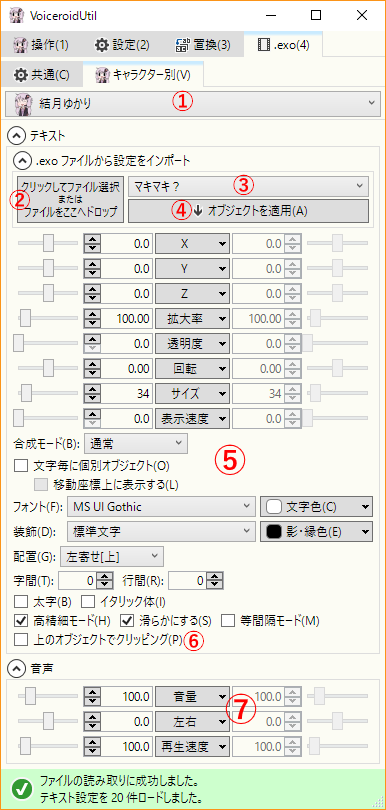 VoiceroidUtil
操作(1) 設定(2) 置換(3) .exo(4)
共通(C) キャラクター別(V)
結月ゆかり ①
テキスト
.exo ファイルから設定をインポート
クリックしてファイル選択
または
ファイルをここへドロップ
②
マキマキ？ ③
④ オブジェクトを適用(A)
0.0 X 0.0
0.0 Y 0.0
0.0 Z 0.0
100.00 拡大率 100.00
0.0 透明度 0.0
0.00 回転 0.00
34 サイズ 34
0.0 表示速度 0.0
合成モード(B): 通常
⑤
文字毎に個別オブジェクト(O)
移動座標上に表示する(L)
フォント(F): MS UI Gothic 文字色(C)
装飾(D): 標準文字 影・縁色(E)
配置(G): 左寄せ[上]
字間(T): 0 行間(R): 0
太字(B) イタリック体(I)
高精細モード(H) 滑らかにする(S) 等間隔モード(M)
上のオブジェクトでクリッピング(P) ⑥
音声
100.0 音量 100.0
0.0 左右 0.0
⑦
100.0 再生速度 100.0
ファイルの読み取りに成功しました。
テキスト設定を 20 件ロードしました。